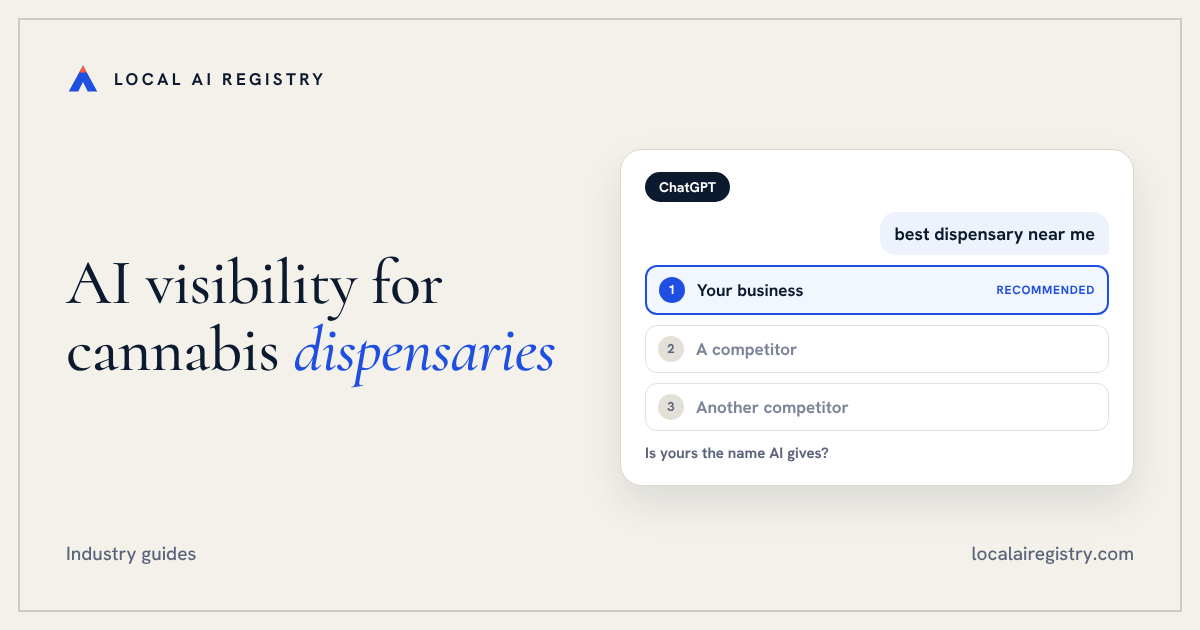 LOCAL AI REGISTRY
AI visibility for
cannabis dispensaries
ChatGPT
best dispensary near me
1 Your business RECOMMENDED
2 A competitor
3 Another competitor
Is yours the name AI gives?
Industry guides
localairegistry.com